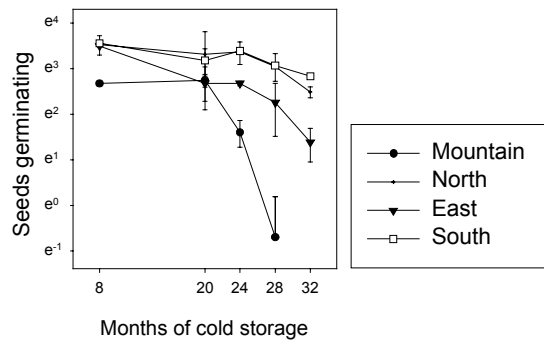 Seeds germinating
e⁴
e³
e²
e¹
e⁰
e⁻¹
8 20 24 28 32
Months of cold storage
Mountain
North
East
South